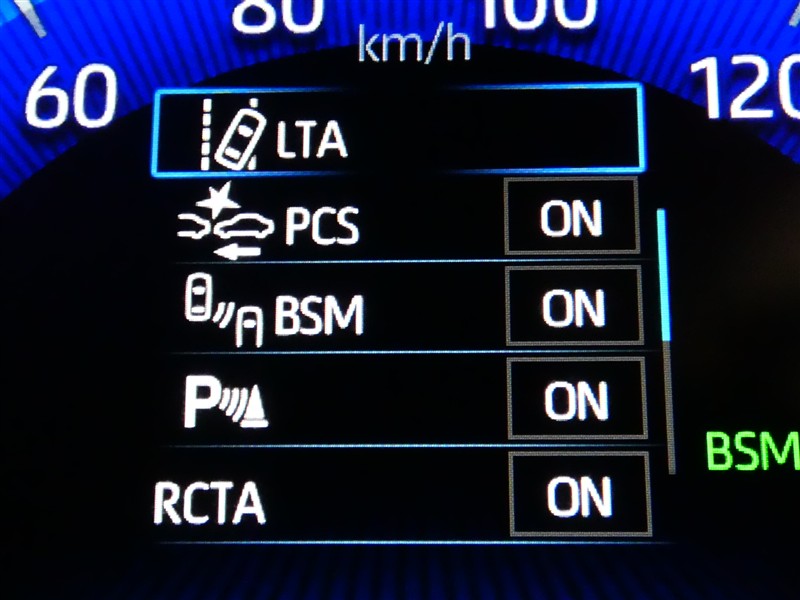 80
100
km/h
60
120
LTA
PCS ON
BSM ON
P ON
BSM
RCTA ON